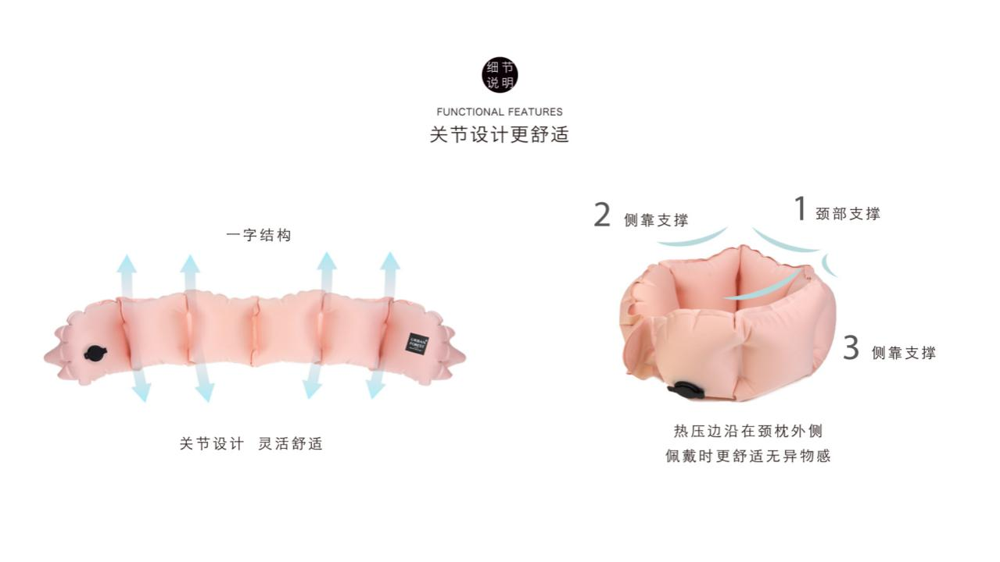 细节
说明
FUNCTIONAL FEATURES
关节设计更舒适
一字结构
URBAN
FOREST
关节设计 灵活舒适
2 侧靠支撑
1 颈部支撑
3 侧靠支撑
热压边沿在颈枕外侧
佩戴时更舒适无异物感